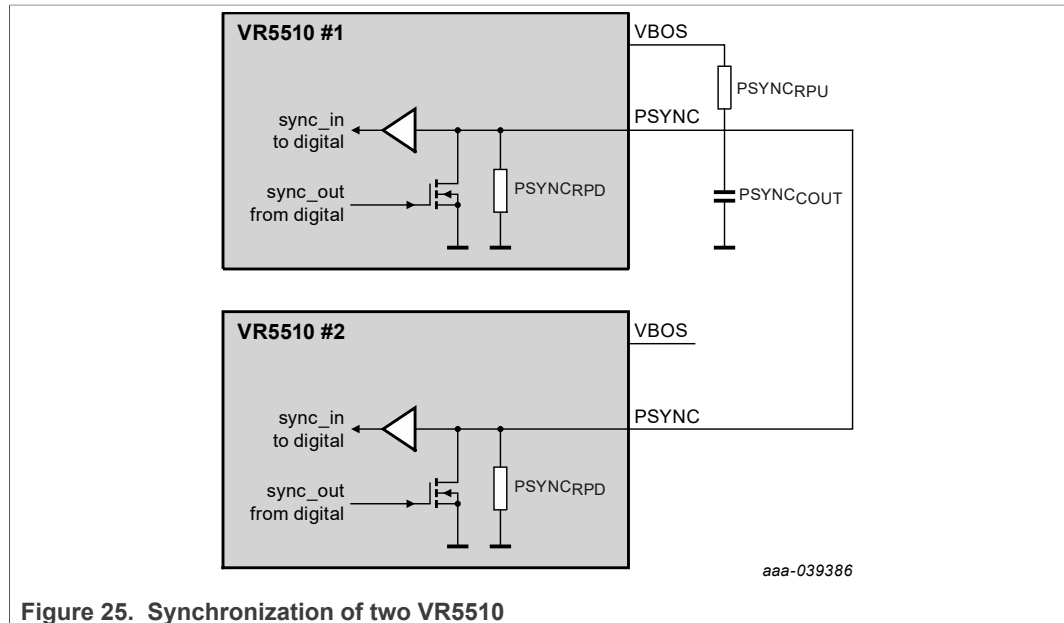 VR5510 #1
VBOS
PSYNCRPU
PSYNC
sync_in
to digital
PSYNCRPD
sync_out
from digital
PSYNCCOUT
VR5510 #2
VBOS
PSYNC
sync_in
to digital
PSYNCRPD
sync_out
from digital
aaa-039386
Figure 25. Synchronization of two VR5510